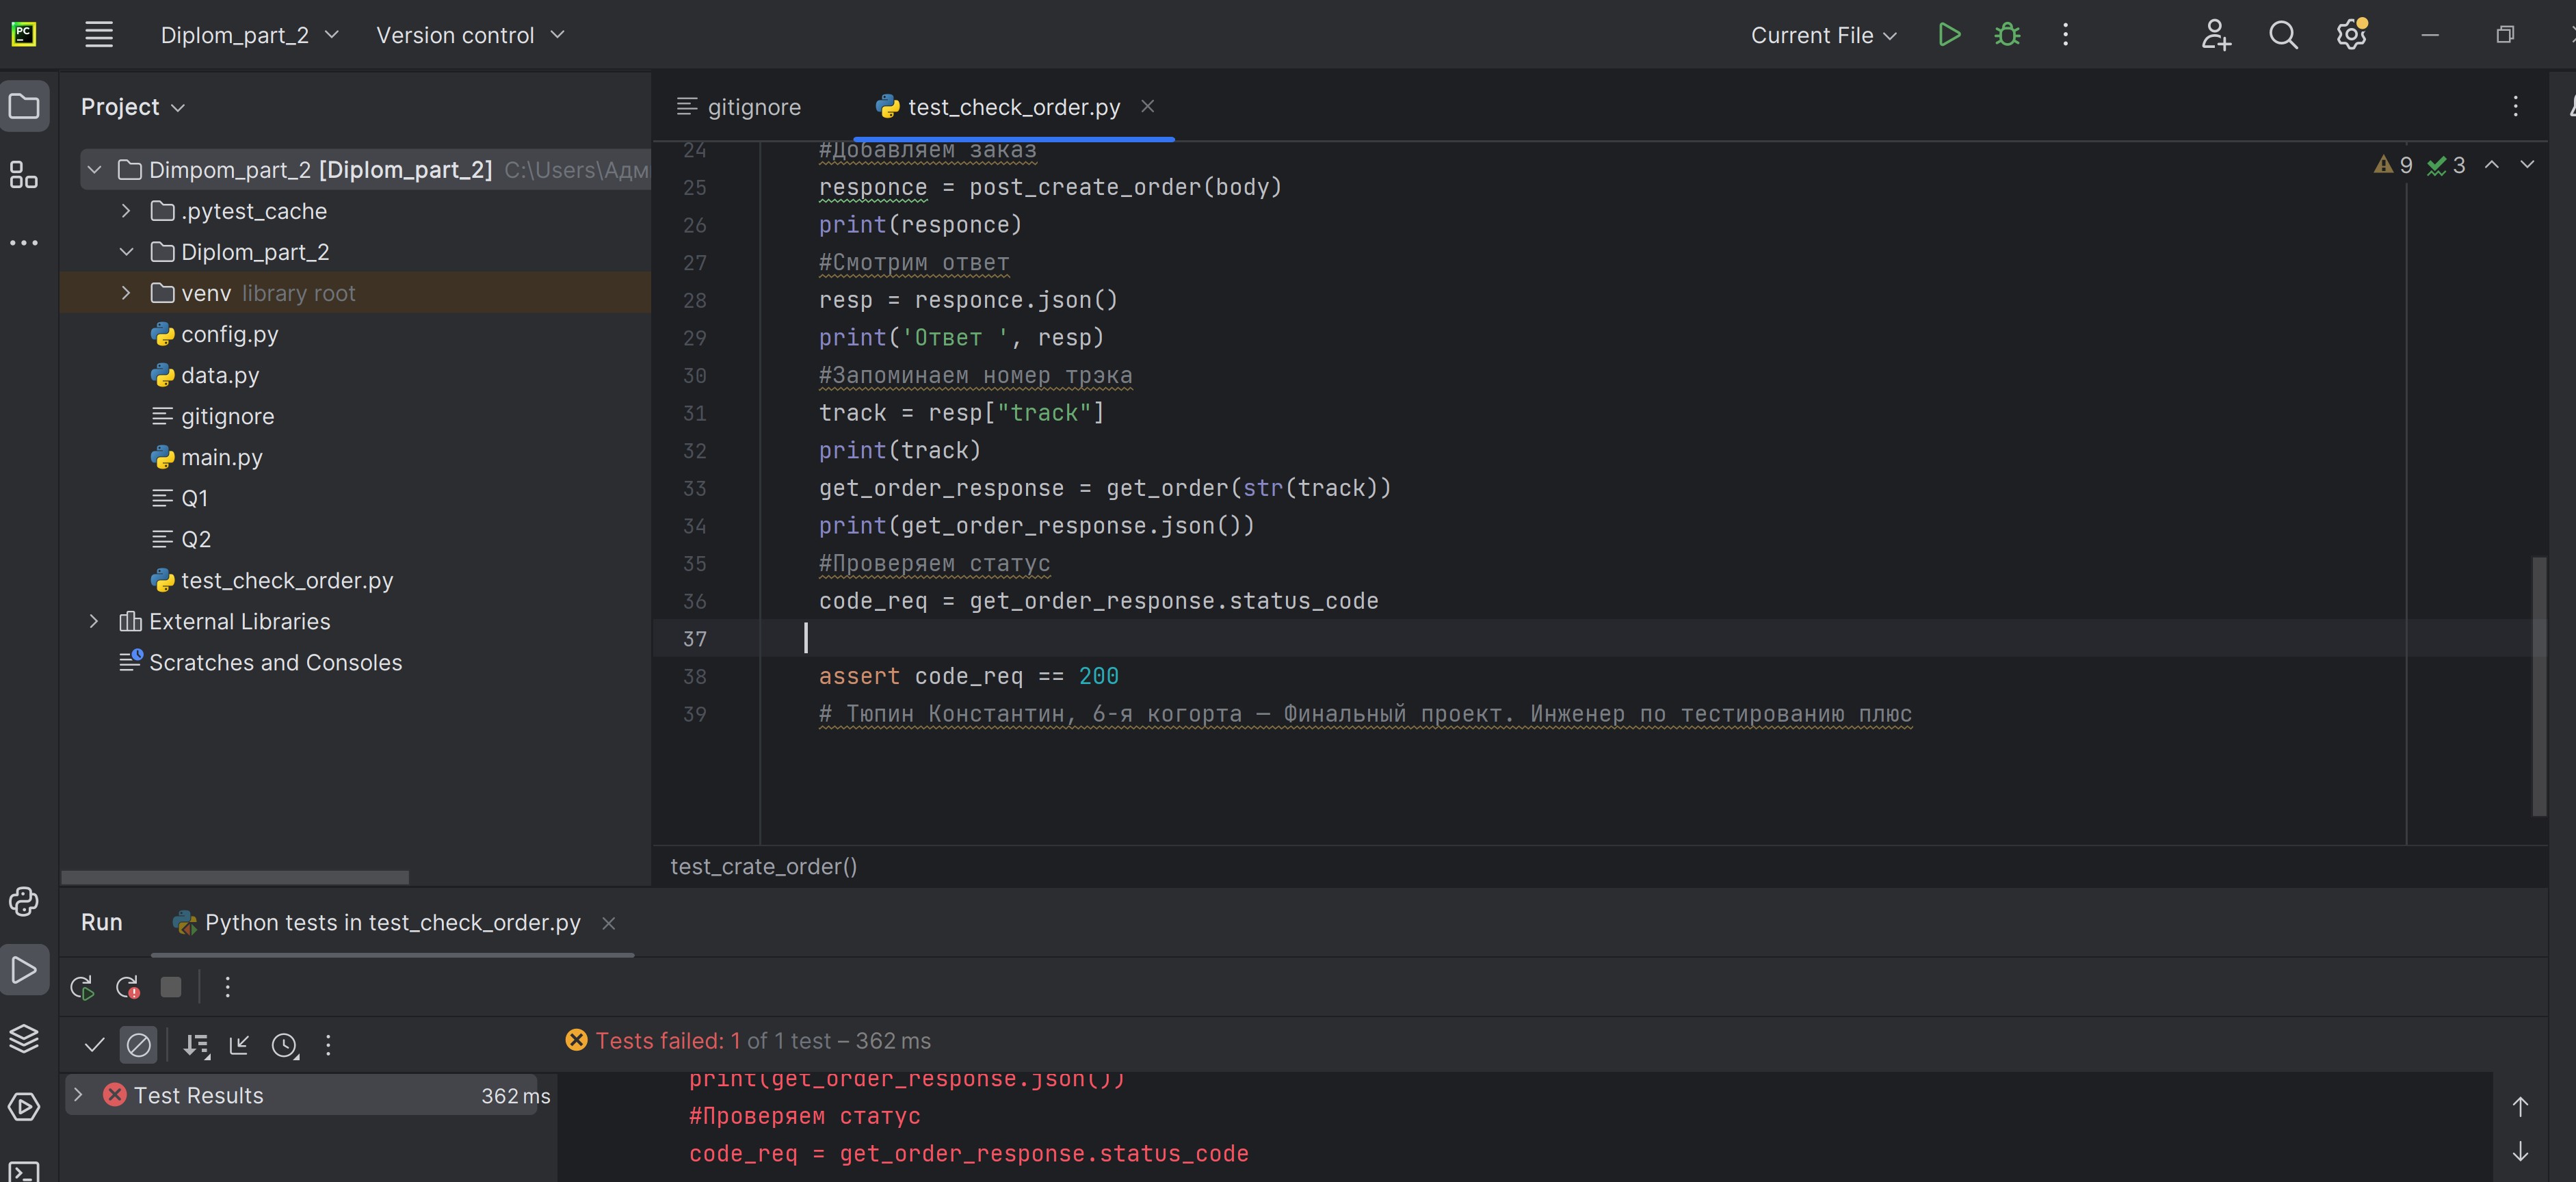 PC
Diplom_part_2
Version control
Current File
Project
Dimpom_part_2 [Diplom_part_2] C:\Users\Адм
.pytest_cache
Diplom_part_2
venv library root
config.py
data.py
gitignore
main.py
Q1
Q2
test_check_order.py
External Libraries
Scratches and Consoles
gitignore
test_check_order.py
9 3
24 #Добавляем заказ
25 responce = post_create_order(body)
26 print(responce)
27 #Смотрим ответ
28 resp = responce.json()
29 print('Ответ ', resp)
30 #Запоминаем номер трэка
31 track = resp["track"]
32 print(track)
33 get_order_response = get_order(str(track))
34 print(get_order_response.json())
35 #Проверяем статус
36 code_req = get_order_response.status_code
37
38 assert code_req == 200
39 # Тюпин Константин, 6-я когорта — Финальный проект. Инженер по тестированию плюс
test_crate_order()
Run
Python tests in test_check_order.py
Tests failed: 1 of 1 test – 362 ms
Test Results 362 ms
print(get_order_response.json())
#Проверяем статус
code_req = get_order_response.status_code